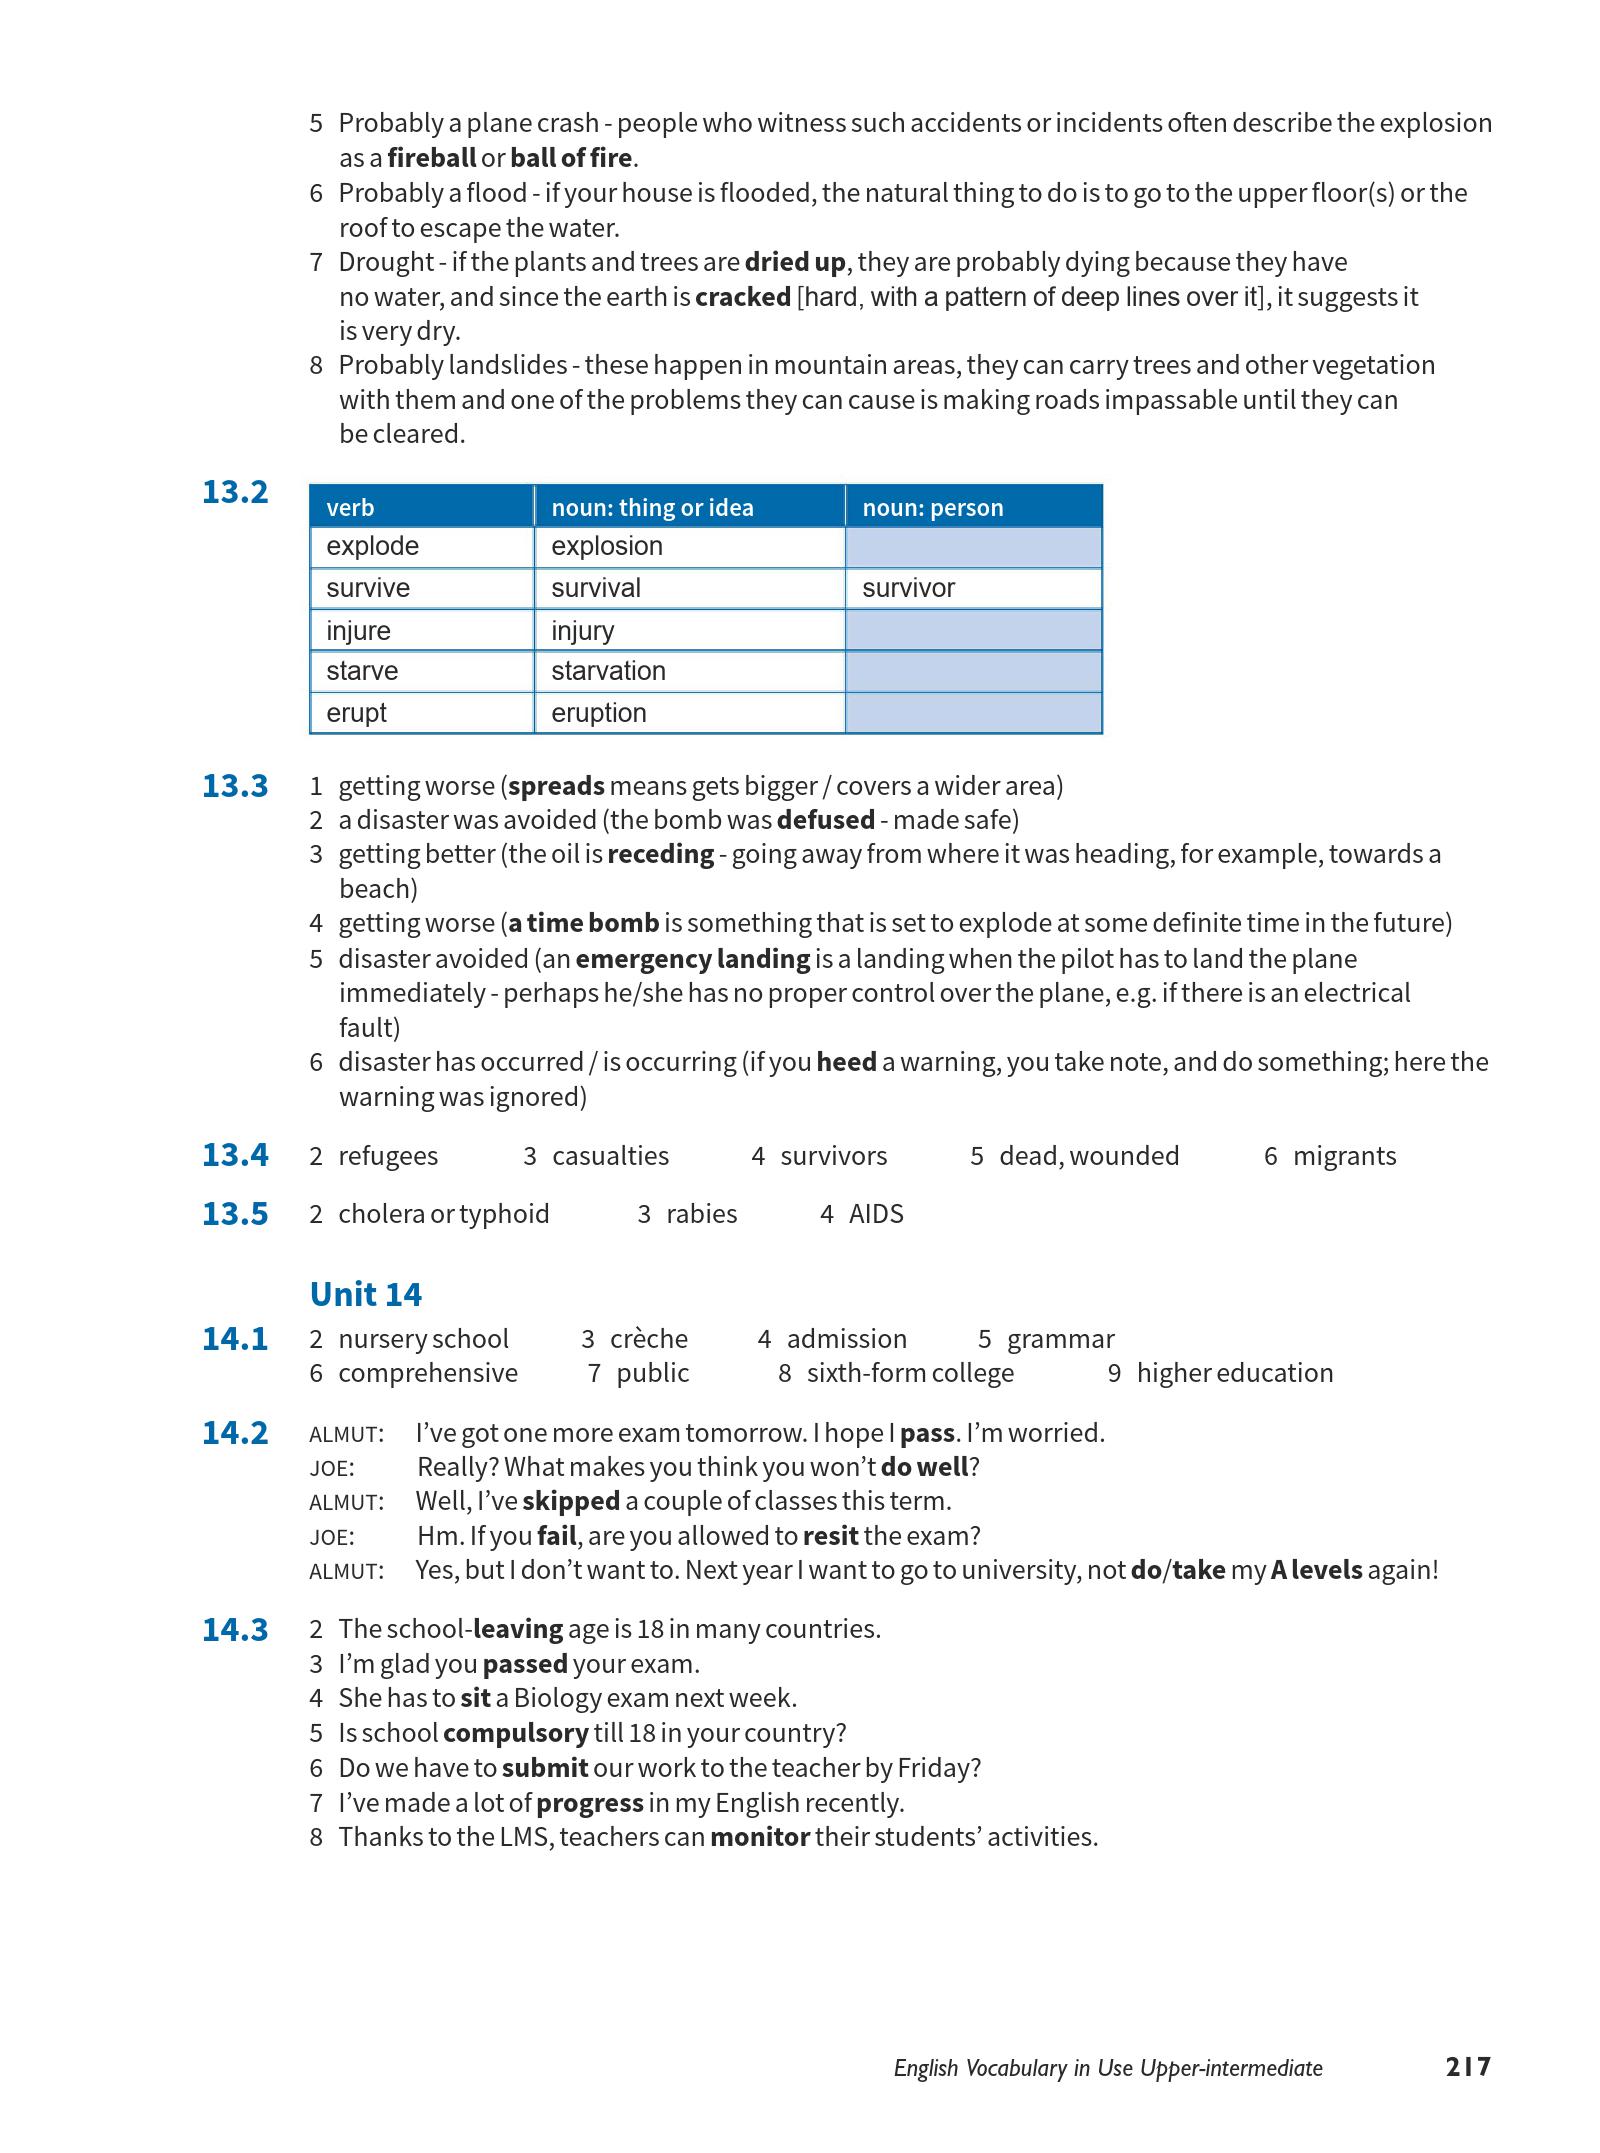 5 Probably a plane crash - people who witness such accidents or incidents often describe the explosion
as a fireball or ball of fire.
6 Probably a flood - if your house is flooded, the natural thing to do is to go to the upper floor(s) or the
roof to escape the water.
7 Drought - if the plants and trees are dried up, they are probably dying because they have
no water, and since the earth is cracked [hard, with a pattern of deep lines over it], it suggests it
is very dry.
8 Probably landslides - these happen in mountain areas, they can carry trees and other vegetation
with them and one of the problems they can cause is making roads impassable until they can
be cleared.
13.2
verb noun: thing or idea noun: person
explode explosion
survive survival survivor
injure injury
starve starvation
erupt eruption
13.3 1 getting worse (spreads means gets bigger / covers a wider area)
2 a disaster was avoided (the bomb was defused - made safe)
3 getting better (the oil is receding - going away from where it was heading, for example, towards a
beach)
4 getting worse (a time bomb is something that is set to explode at some definite time in the future)
5 disaster avoided (an emergency landing is a landing when the pilot has to land the plane
immediately - perhaps he/she has no proper control over the plane, e.g. if there is an electrical
fault)
6 disaster has occurred / is occurring (if you heed a warning, you take note, and do something; here the
warning was ignored)
13.4 2 refugees 3 casualties 4 survivors 5 dead, wounded 6 migrants
13.5 2 cholera or typhoid 3 rabies 4 AIDS
Unit 14
14.1 2 nursery school 3 crèche 4 admission 5 grammar
6 comprehensive 7 public 8 sixth-form college 9 higher education
14.2 ALMUT: I’ve got one more exam tomorrow. I hope I pass. I’m worried.
JOE: Really? What makes you think you won’t do well?
ALMUT: Well, I’ve skipped a couple of classes this term.
JOE: Hm. If you fail, are you allowed to resit the exam?
ALMUT: Yes, but I don’t want to. Next year I want to go to university, not do/take my A levels again!
14.3 2 The school-leaving age is 18 in many countries.
3 I’m glad you passed your exam.
4 She has to sit a Biology exam next week.
5 Is school compulsory till 18 in your country?
6 Do we have to submit our work to the teacher by Friday?
7 I’ve made a lot of progress in my English recently.
8 Thanks to the LMS, teachers can monitor their students’ activities.
English Vocabulary in Use Upper-intermediate 217